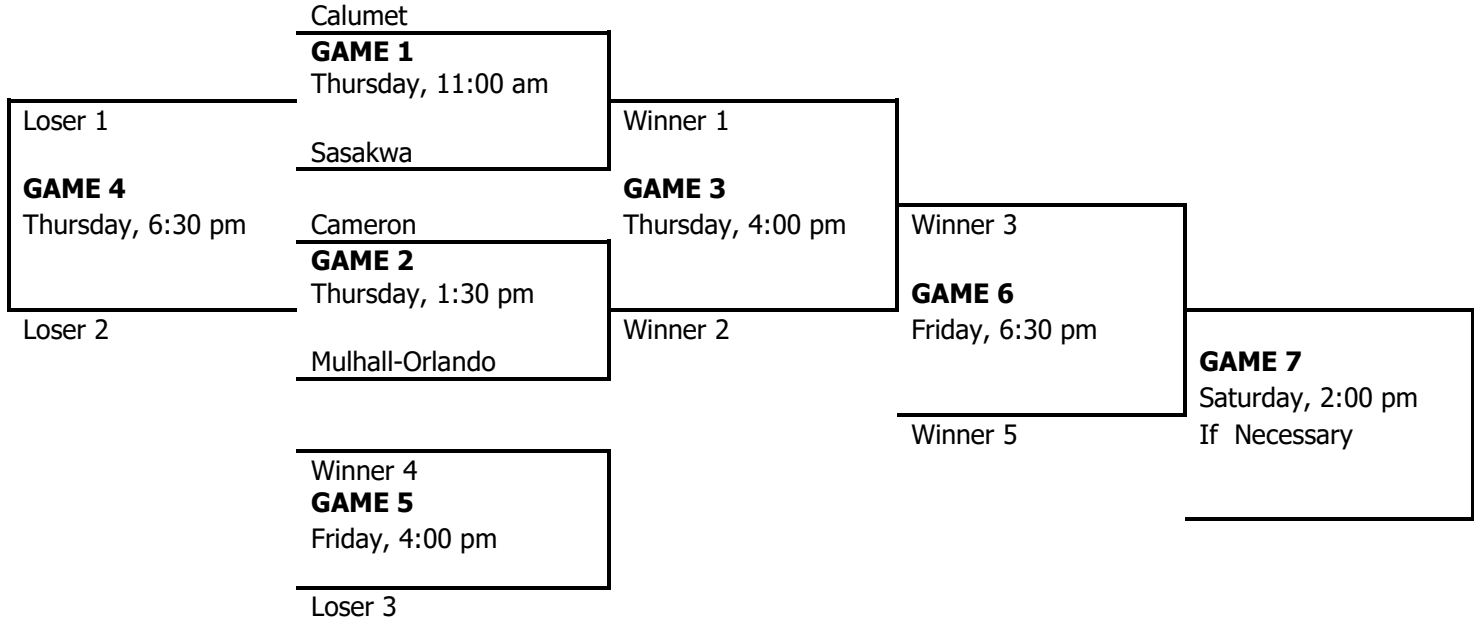 Calumet
GAME 1
Thursday, 11:00 am
Sasakwa
Loser 1
GAME 4
Thursday, 6:30 pm
Loser 2
Cameron
GAME 2
Thursday, 1:30 pm
Mulhall-Orlando
Winner 1
GAME 3
Thursday, 4:00 pm
Winner 2
Winner 4
GAME 5
Friday, 4:00 pm
Loser 3
Winner 3
GAME 6
Friday, 6:30 pm
Winner 5
GAME 7
Saturday, 2:00 pm
If Necessary